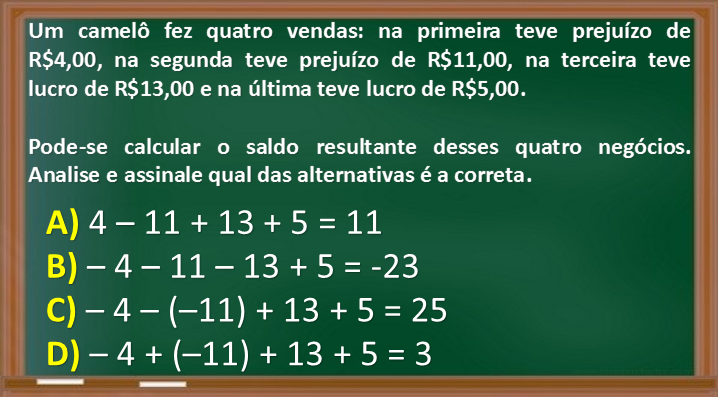 Um camelô fez quatro vendas: na primeira teve prejuízo de
R$4,00, na segunda teve prejuízo de R$11,00, na terceira teve
lucro de R$13,00 e na última teve lucro de R$5,00.
Pode-se calcular o saldo resultante desses quatro negócios.
Analise e assinale qual das alternativas é a correta.
A) 4 – 11 + 13 + 5 = 11
B) – 4 – 11 – 13 + 5 = -23
C) – 4 – (–11) + 13 + 5 = 25
D) – 4 + (–11) + 13 + 5 = 3